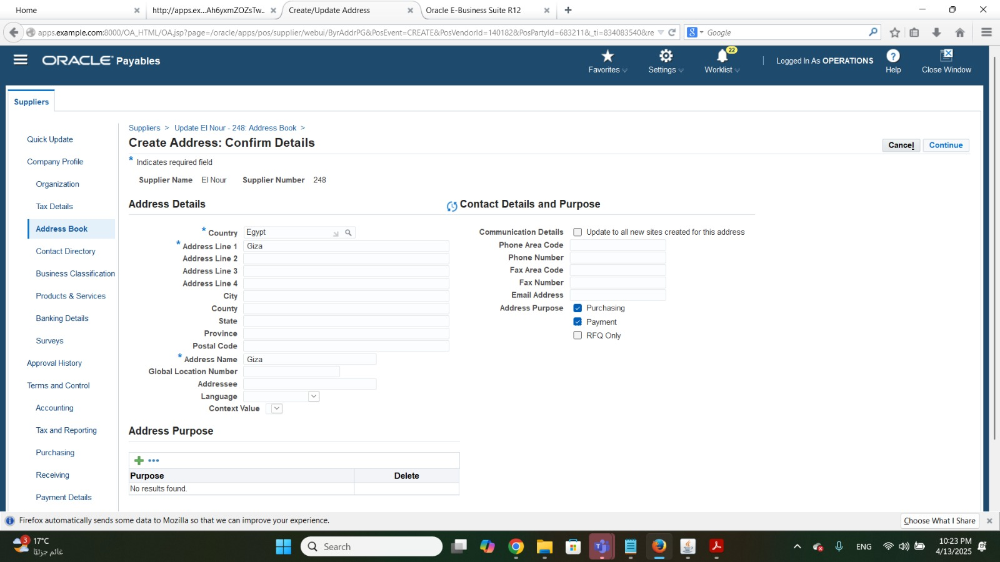 Home
http://apps.ex...Ah6yxmZOZsTw..
Create/Update Address
Oracle E-Business Suite R12
apps.example.com:8000/OA_HTML/OA.jsp?page=/oracle/apps/pos/supplier/webui/ByrAddrPG&PosEvent=CREATE&PosVendorId=140182&PosPartyId=683211&_ti=834083540&re
Google
ORACLE Payables
Favorites
Settings
22
Worklist
Logged In As OPERATIONS
Help
Close Window
Suppliers
Quick Update
Company Profile
Organization
Tax Details
Address Book
Contact Directory
Business Classification
Products & Services
Banking Details
Surveys
Approval History
Terms and Control
Accounting
Tax and Reporting
Purchasing
Receiving
Payment Details
Suppliers > Update El Nour - 248: Address Book >
Create Address: Confirm Details
Cancel
Continue
* Indicates required field
Supplier Name El Nour Supplier Number 248
Address Details
* Country Egypt
* Address Line 1 Giza
Address Line 2
Address Line 3
Address Line 4
City
County
State
Province
Postal Code
* Address Name Giza
Global Location Number
Addressee
Language
Context Value
Contact Details and Purpose
Communication Details Update to all new sites created for this address
Phone Area Code
Phone Number
Fax Area Code
Fax Number
Email Address
Address Purpose Purchasing
Payment
RFQ Only
Address Purpose
Purpose Delete
No results found.
Firefox automatically sends some data to Mozilla so that we can improve your experience.
Choose What I Share
3
17°C
غائم جزئيًا
Search
ENG
10:23 PM
4/13/2025